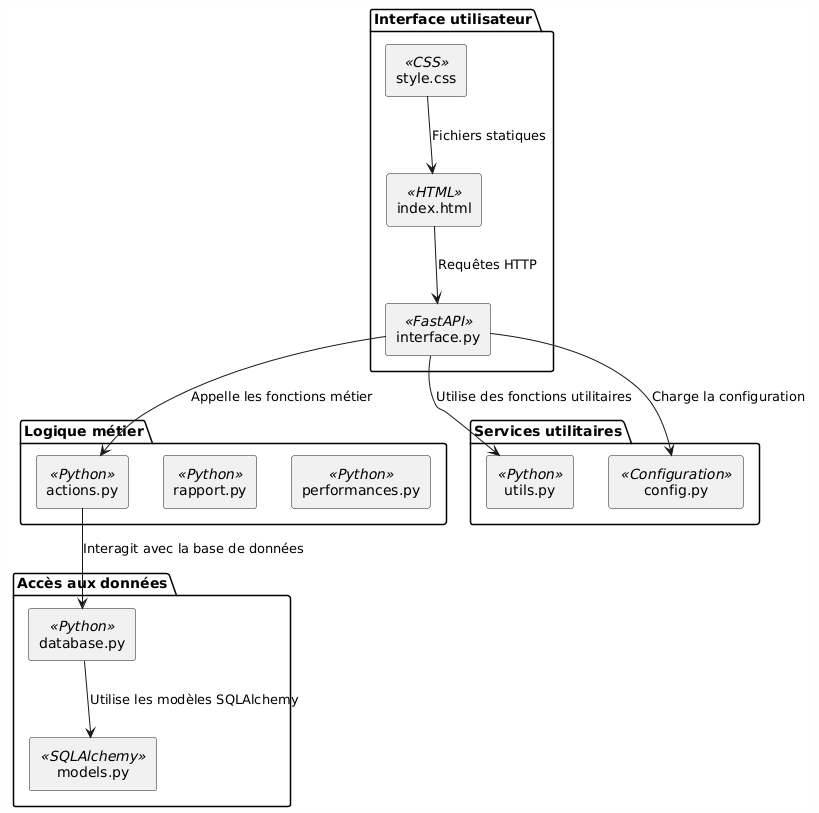 Interface utilisateur
«CSS»
style.css
Fichiers statiques
«HTML»
index.html
Requêtes HTTP
«FastAPI»
interface.py
Appelle les fonctions métier
Utilise des fonctions utilitaires
Charge la configuration
Logique métier
«Python»
actions.py
«Python»
rapport.py
«Python»
performances.py
Services utilitaires
«Python»
utils.py
«Configuration»
config.py
Interagit avec la base de données
Accès aux données
«Python»
database.py
Utilise les modèles SQLAlchemy
«SQLAlchemy»
models.py